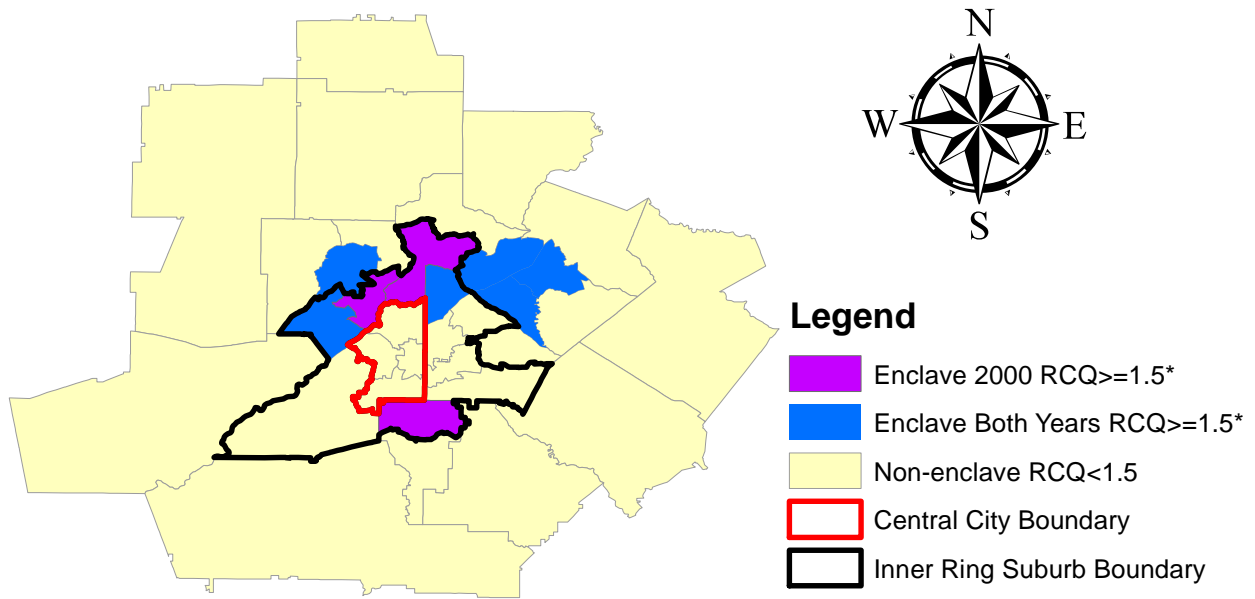 N
W E
S
Legend
Enclave 2000 RCQ>=1.5*
Enclave Both Years RCQ>=1.5*
Non-enclave RCQ<1.5
Central City Boundary
Inner Ring Suburb Boundary